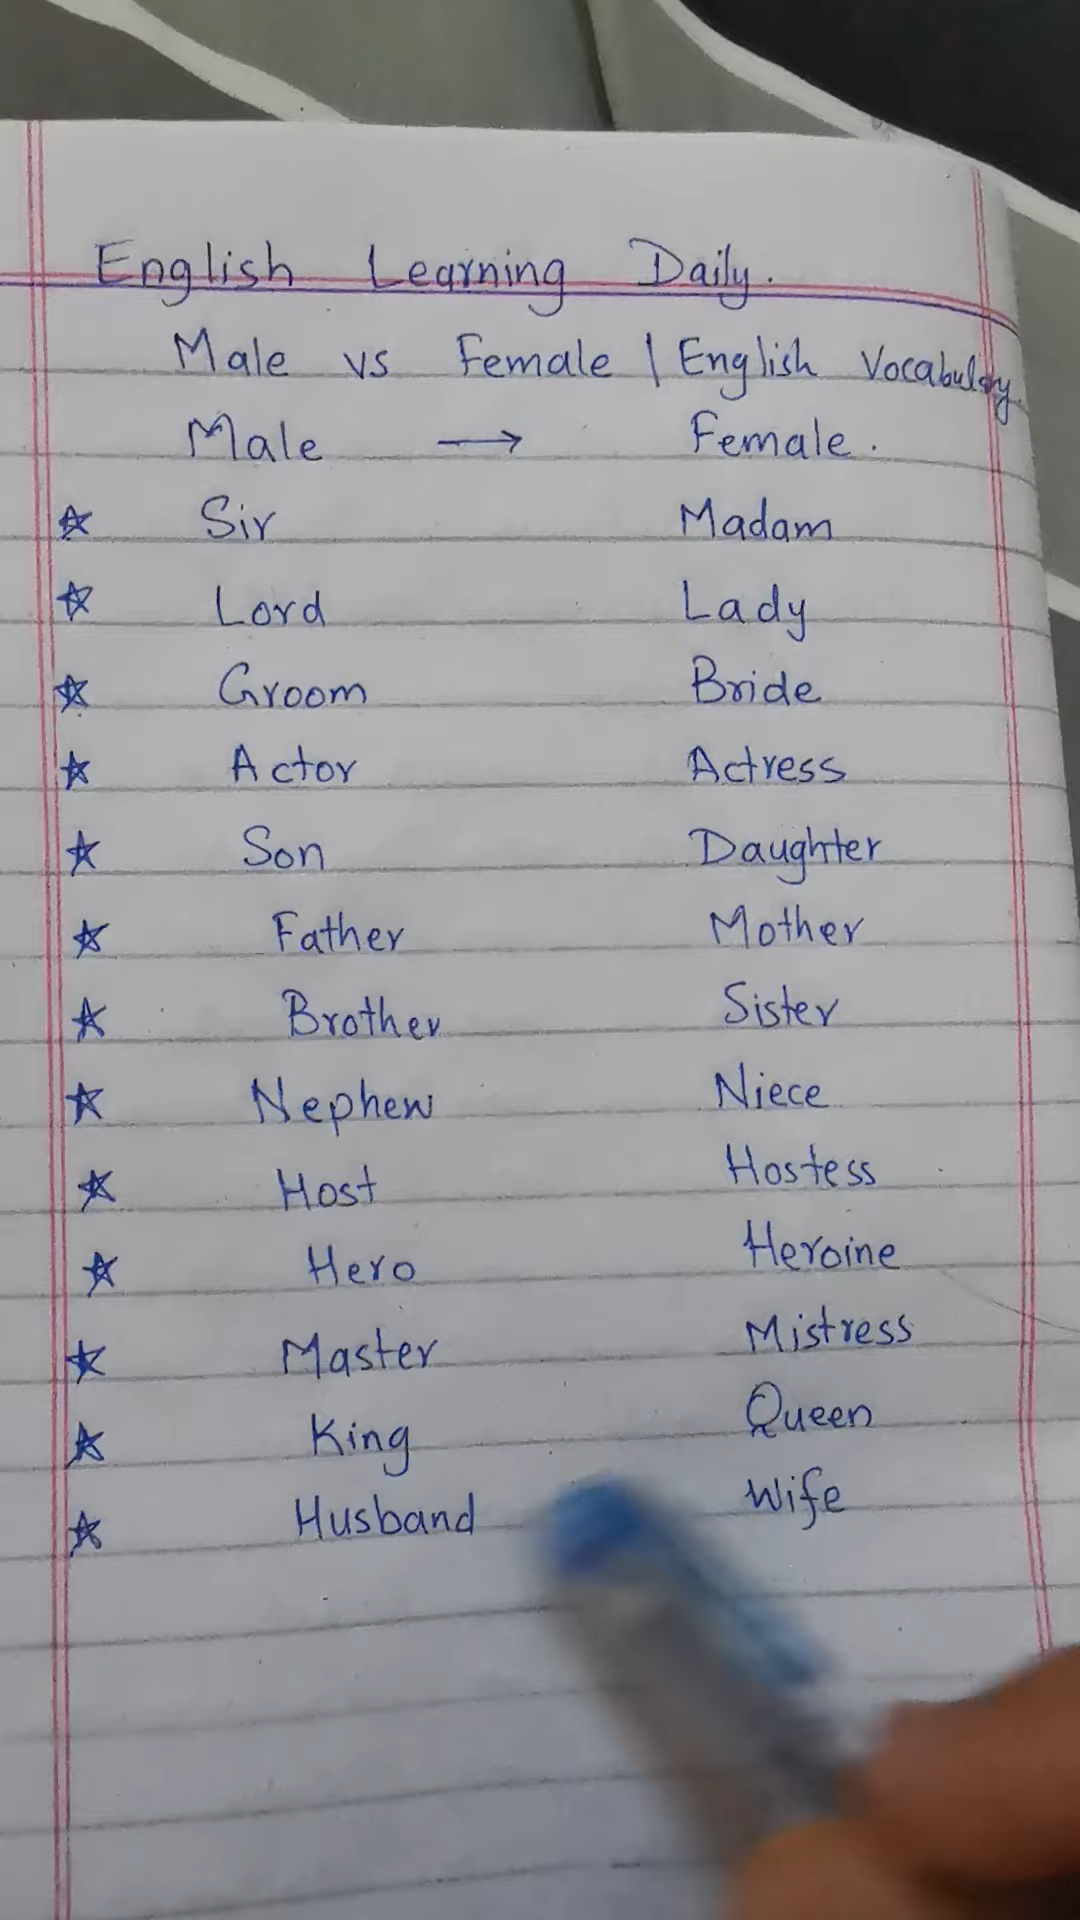 English Learning Daily.
Male vs Female | English Vocabulary.
Male → Female.
☆ Sir Madam
☆ Lord Lady
☆ Groom Bride
☆ Actor Actress
☆ Son Daughter
☆ Father Mother
☆ Brother Sister
☆ Nephew Niece
☆ Host Hostess
☆ Hero Heroine
☆ Master Mistress
☆ King Queen
☆ Husband Wife